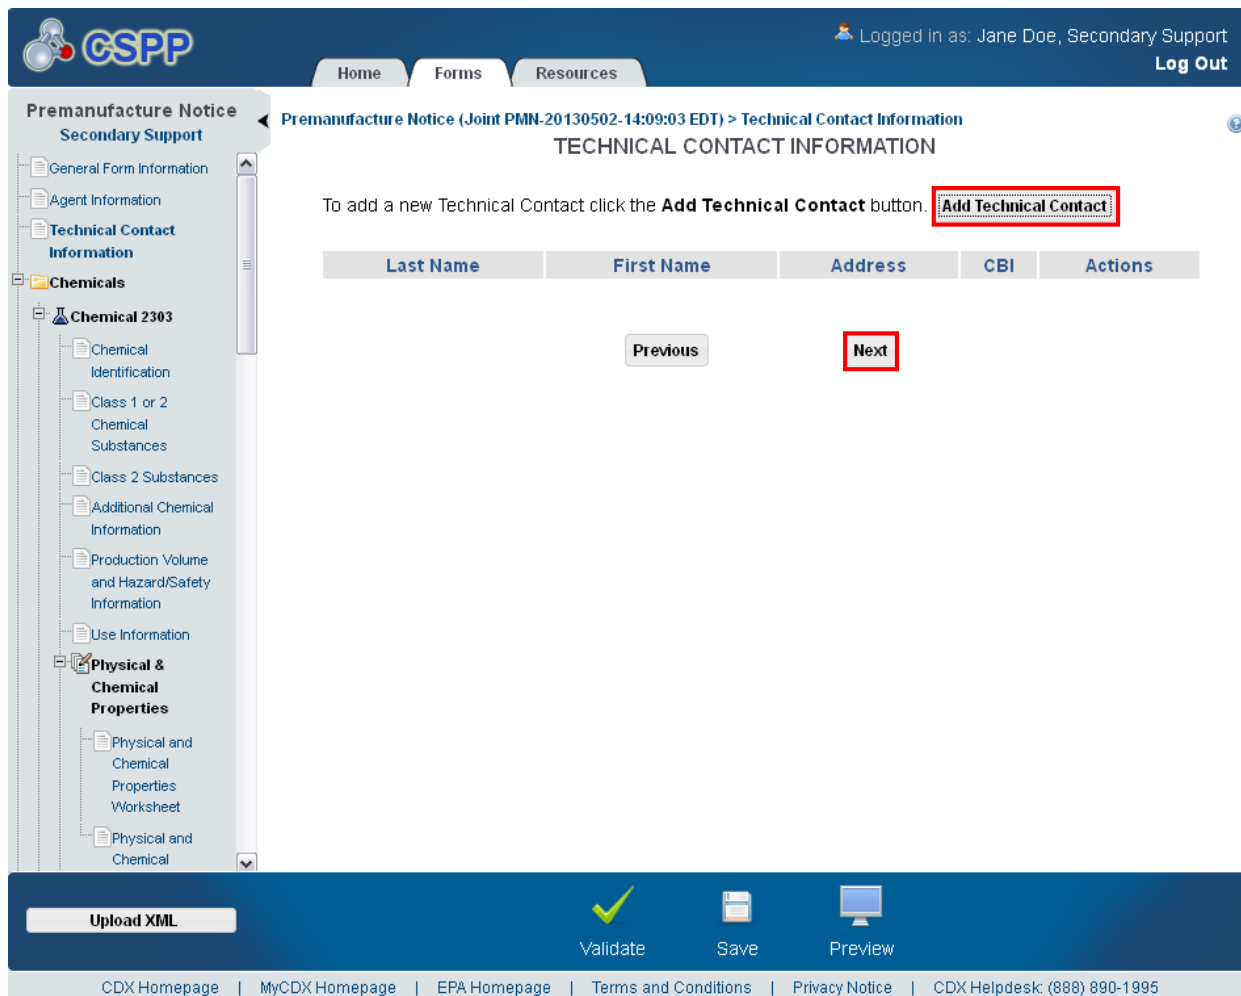 CSPP
Logged in as: Jane Doe, Secondary Support
Log Out
Home
Forms
Resources
Premanufacture Notice
Secondary Support
General Form Information
Agent Information
Technical Contact
Information
Chemicals
Chemical 2303
Chemical
Identification
Class 1 or 2
Chemical
Substances
Class 2 Substances
Additional Chemical
Information
Production Volume
and Hazard/Safety
Information
Use Information
Physical &
Chemical
Properties
Physical and
Chemical
Properties
Worksheet
Physical and
Chemical
Premanufacture Notice (Joint PMN-20130502-14:09:03 EDT) > Technical Contact Information
TECHNICAL CONTACT INFORMATION
To add a new Technical Contact click the Add Technical Contact button. Add Technical Contact
Last Name First Name Address CBI Actions
Previous Next
Upload XML
Validate Save Preview
CDX Homepage | MyCDX Homepage | EPA Homepage | Terms and Conditions | Privacy Notice | CDX Helpdesk: (888) 890-1995